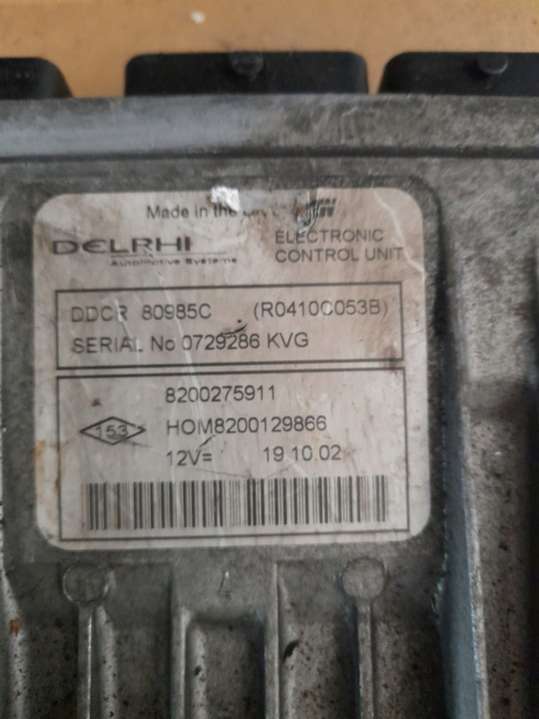 Made in the
DELPHI
Automotive Systems
ELECTRONIC
CONTROL UNIT
DDCR 80985C (R0410C053B)
SERIAL No 0729286 KVG
8200275911
153
HOM8200129866
12V= 19.10.02